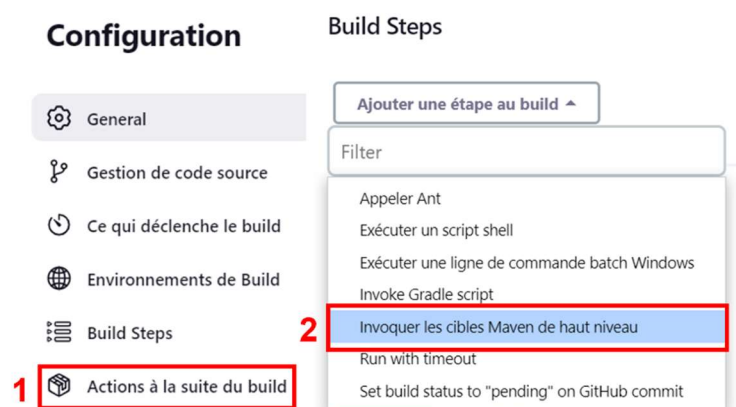 Configuration
General
Gestion de code source
Ce qui déclenche le build
Environnements de Build
Build Steps
1 Actions à la suite du build
Build Steps
Ajouter une étape au build
Filter
Appeler Ant
Exécuter un script shell
Exécuter une ligne de commande batch Windows
Invoke Gradle script
2 Invoquer les cibles Maven de haut niveau
Run with timeout
Set build status to "pending" on GitHub commit